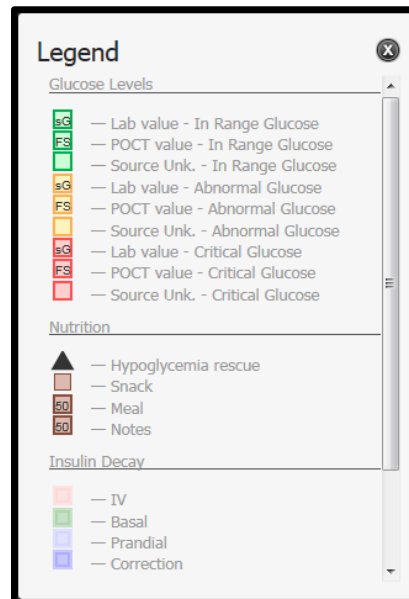 Legend
X
Glucose Levels
sG — Lab value - In Range Glucose
FS — POCT value - In Range Glucose
— Source Unk. - In Range Glucose
sG — Lab value - Abnormal Glucose
FS — POCT value - Abnormal Glucose
— Source Unk. - Abnormal Glucose
sG — Lab value - Critical Glucose
FS — POCT value - Critical Glucose
— Source Unk. - Critical Glucose
Nutrition
— Hypoglycemia rescue
— Snack
50 — Meal
50 — Notes
Insulin Decay
— IV
— Basal
— Prandial
— Correction